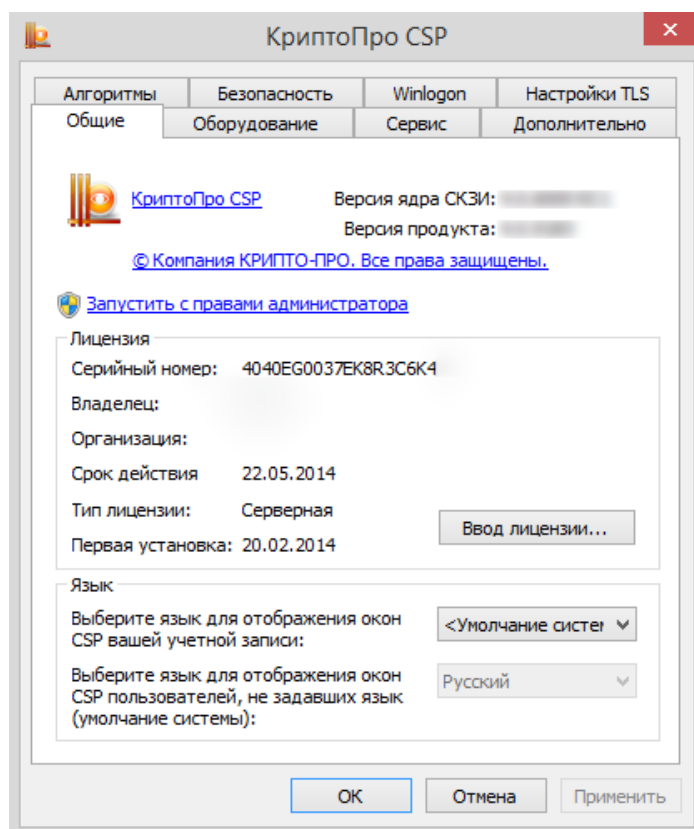 КриптоПро CSP
Алгоритмы Безопасность Winlogon Настройки TLS
Общие Оборудование Сервис Дополнительно
КриптоПро CSP Версия ядра СКЗИ:
Версия продукта:
© Компания КРИПТО-ПРО. Все права защищены.
Запустить с правами администратора
Лицензия
Серийный номер: 4040EG0037EK8R3C6K4
Владелец:
Организация:
Срок действия 22.05.2014
Тип лицензии: Серверная
Ввод лицензии...
Первая установка: 20.02.2014
Язык
Выберите язык для отображения окон
CSP вашей учетной записи:
<Умолчание систег
Выберите язык для отображения окон
CSP пользователей, не задавших язык
(умолчание системы):
Русский
ОК Отмена Применить